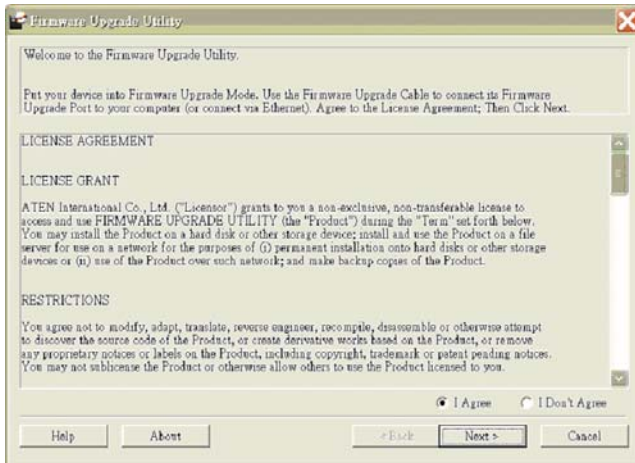 Firmware Upgrade Utility
Welcome to the Firmware Upgrade Utility.
Put your device into Firmware Upgrade Mode. Use the Firmware Upgrade Cable to connect its Firmware
Upgrade Port to your computer (or connect via Ethernet). Agree to the License Agreement; Then Click Next.
LICENSE AGREEMENT
LICENSE GRANT
ATEN International Co., Ltd. ("Licensor") grants to you a non-exclusive, non-transferable license to
access and use FIRMWARE UPGRADE UTILITY (the "Product") during the "Term" set forth below.
You may install the Product on a hard disk or other storage device; install and use the Product on a file
server for use on a network for the purposes of (i) permanent installation onto hard disks or other storage
devices or (ii) use of the Product over such network; and make backup copies of the Product.
RESTRICTIONS
You agree not to modify, adapt, translate, reverse engineer, recompile, disassemble or otherwise attempt
to discover the source code of the Product, or create derivative works based on the Product, or remove
any proprietary notices or labels on the Product, including copyright, trademark or patent pending notices.
You may not sublicense the Product or otherwise allow others to use the Product licensed to you.
I Agree I Don't Agree
Help About < Back Next > Cancel